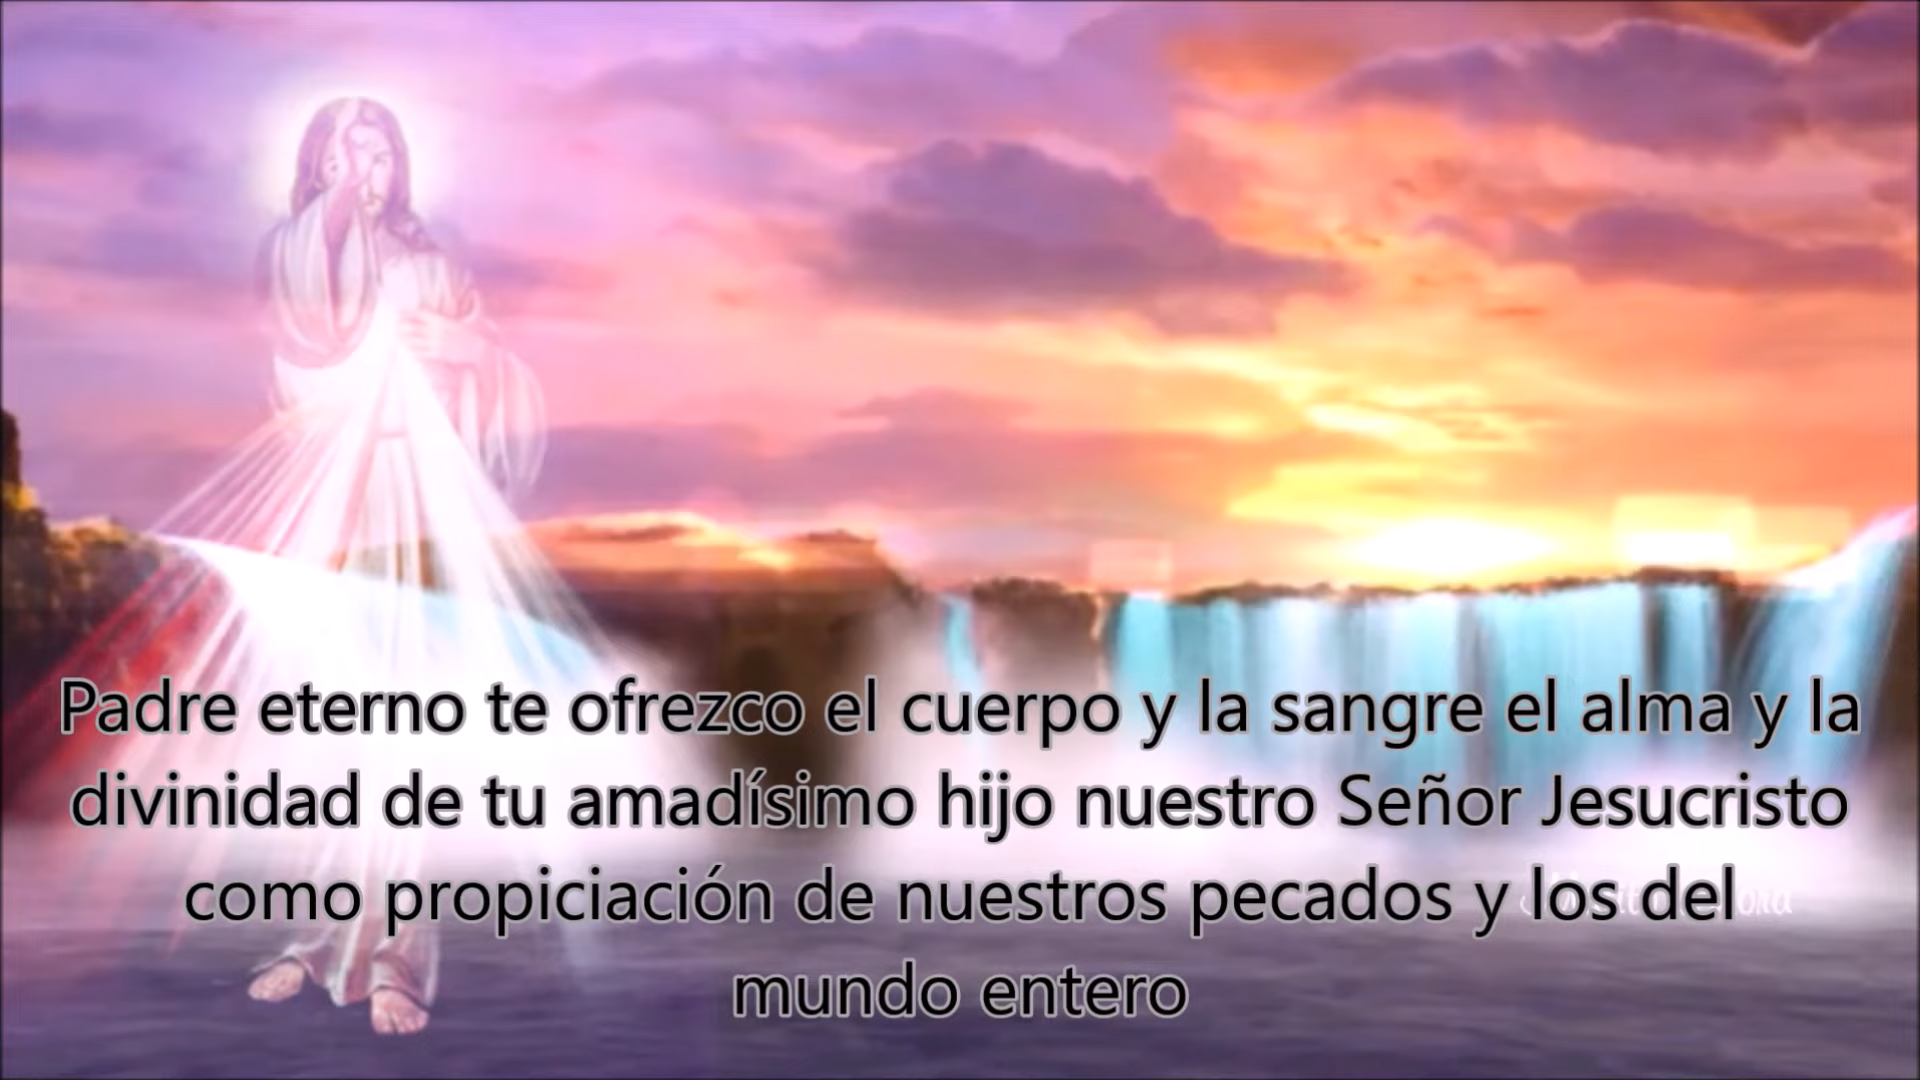 Padre eterno te ofrezco el cuerpo y la sangre el alma y la
divinidad de tu amadísimo hijo nuestro Señor Jesucristo
como propiciación de nuestros pecados y los del
mundo entero